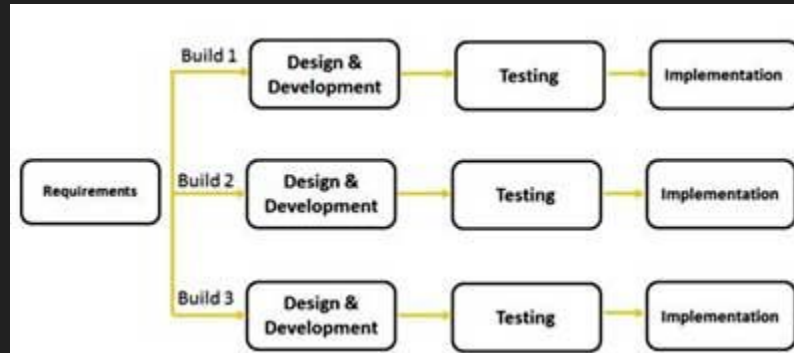 Build 1
Design &
Development
Testing
Implementation
Requirements
Build 2
Design &
Development
Testing
Implementation
Build 3
Design &
Development
Testing
Implementation